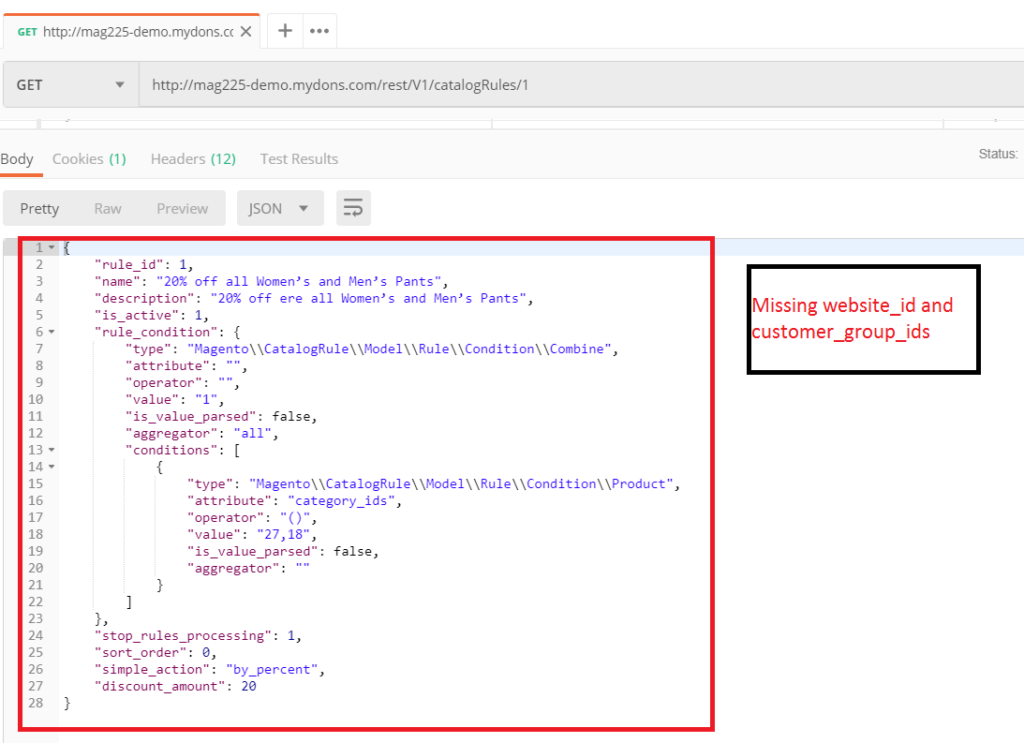 GET http://mag225-demo.mydons.cc
GET http://mag225-demo.mydons.com/rest/V1/catalogRules/1
Body Cookies (1) Headers (12) Test Results Status:
Pretty Raw Preview JSON
1 {
2 "rule_id": 1,
3 "name": "20% off all Women’s and Men’s Pants",
4 "description": "20% off ere all Women’s and Men’s Pants",
5 "is_active": 1,
6 "rule_condition": {
7 "type": "Magento\\CatalogRule\\Model\\Rule\\Condition\\Combine",
8 "attribute": "",
9 "operator": "",
10 "value": "1",
11 "is_value_parsed": false,
12 "aggregator": "all",
13 "conditions": [
14 {
15 "type": "Magento\\CatalogRule\\Model\\Rule\\Condition\\Product",
16 "attribute": "category_ids",
17 "operator": "()",
18 "value": "27,18",
19 "is_value_parsed": false,
20 "aggregator": ""
21 }
22 ]
23 },
24 "stop_rules_processing": 1,
25 "sort_order": 0,
26 "simple_action": "by_percent",
27 "discount_amount": 20
28 }
Missing website_id and
customer_group_ids